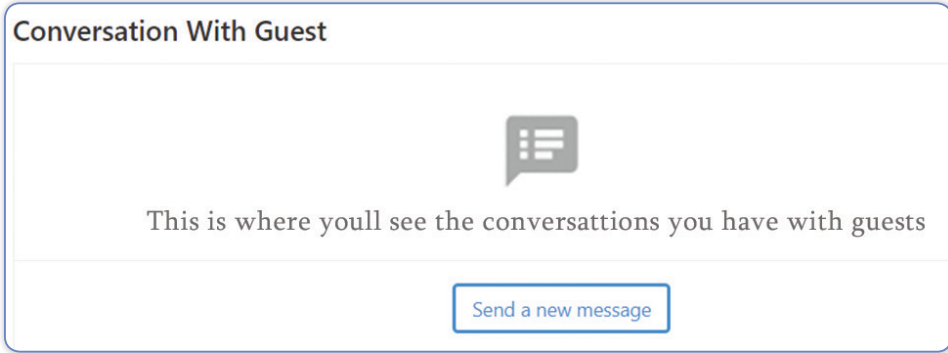 Conversation With Guest
This is where youll see the conversattions you have with guests
Send a new message